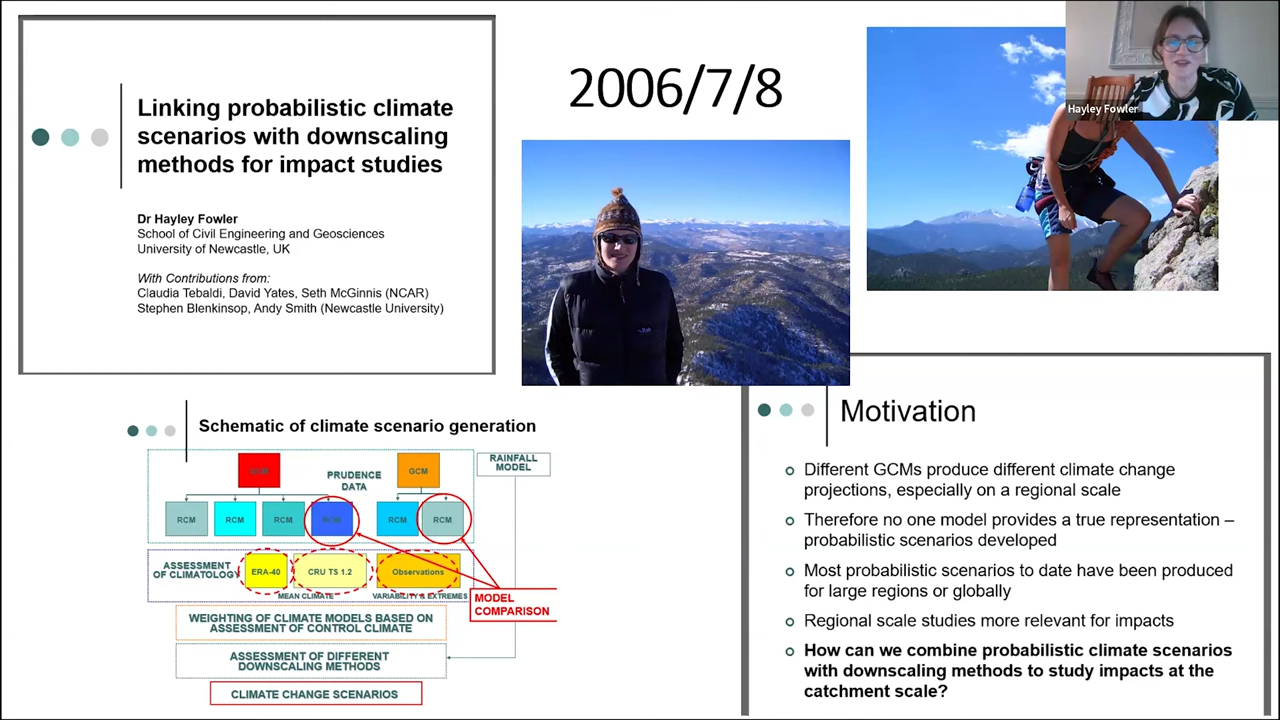 Linking probabilistic climate
scenarios with downscaling
methods for impact studies
Dr Hayley Fowler
School of Civil Engineering and Geosciences
University of Newcastle, UK
With Contributions from:
Claudia Tebaldi, David Yates, Seth McGinnis (NCAR)
Stephen Blenkinsop, Andy Smith (Newcastle University)
2006/7/8
Hayley Fowler
Schematic of climate scenario generation
GCM
PRUDENCE
DATA
GCM
RAINFALL
MODEL
RCM
RCM
RCM
RCM
RCM
RCM
ASSESSMENT
OF CLIMATOLOGY
ERA-40
CRU TS 1.2
Observations
MEAN CLIMATE
VARIABILITY & EXTREMES
MODEL
COMPARISON
WEIGHTING OF CLIMATE MODELS BASED ON
ASSESSMENT OF CONTROL CLIMATE
ASSESSMENT OF DIFFERENT
DOWNSCALING METHODS
CLIMATE CHANGE SCENARIOS
Motivation
Different GCMs produce different climate change
projections, especially on a regional scale
Therefore no one model provides a true representation –
probabilistic scenarios developed
Most probabilistic scenarios to date have been produced
for large regions or globally
Regional scale studies more relevant for impacts
How can we combine probabilistic climate scenarios
with downscaling methods to study impacts at the
catchment scale?